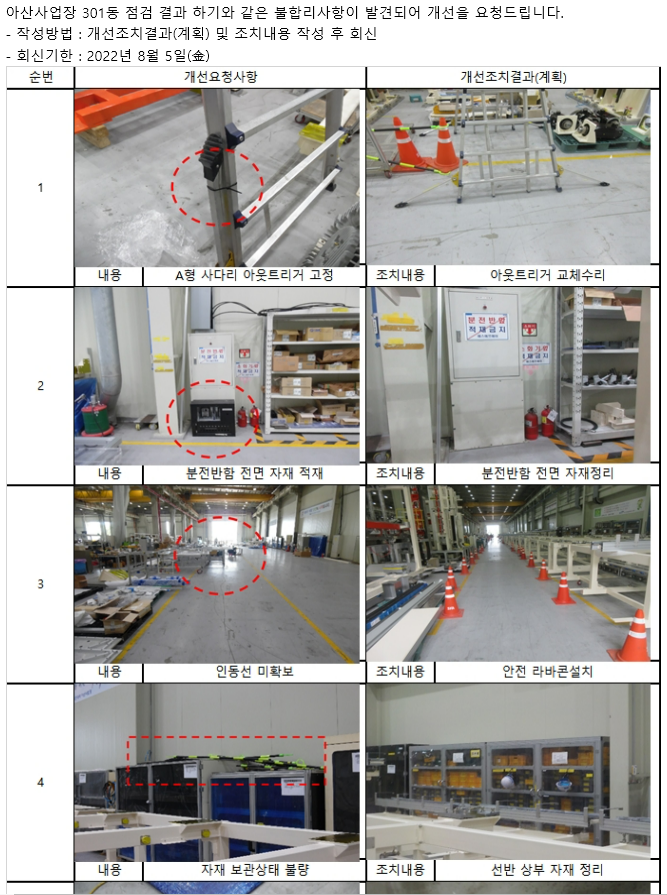 아산사업장 301동 점검 결과 하기와 같은 불합리사항이 발견되어 개선을 요청드립니다.
- 작성방법 : 개선조치결과(계획) 및 조치내용 작성 후 회신
- 회신기한 : 2022년 8월 5일(金)
순번 개선요청사항 개선조치결과(계획)
1
내용 A형 사다리 아웃트리거 고정 조치내용 아웃트리거 교체수리
분전반앞
적재금지
분전반앞
적재금지
2
내용 분전반함 전면 자재 적재 조치내용 분전반함 전면 자재정리
3
내용 인동선 미확보 조치내용 안전 라바콘설치
4
내용 자재 보관상태 불량 조치내용 선반 상부 자재 정리